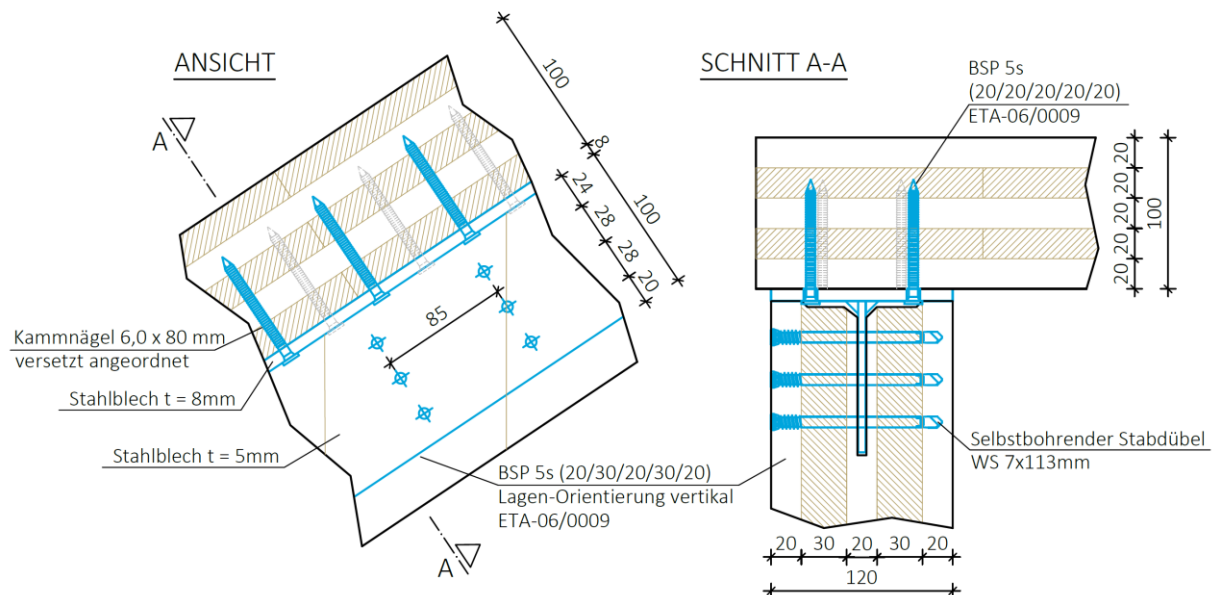 ANSICHT
A
100
8
100
24
28
28
20
85
Kammnägel 6,0 x 80 mm
versetzt angeordnet
Stahlblech t = 8mm
Stahlblech t = 5mm
BSP 5s (20/30/20/30/20)
Lagen-Orientierung vertikal
ETA-06/0009
A
SCHNITT A-A
BSP 5s
(20/20/20/20/20)
ETA-06/0009
20
20
20
20
20
100
Selbstbohrender Stabdübel
WS 7x113mm
20 30 20 30 20
120